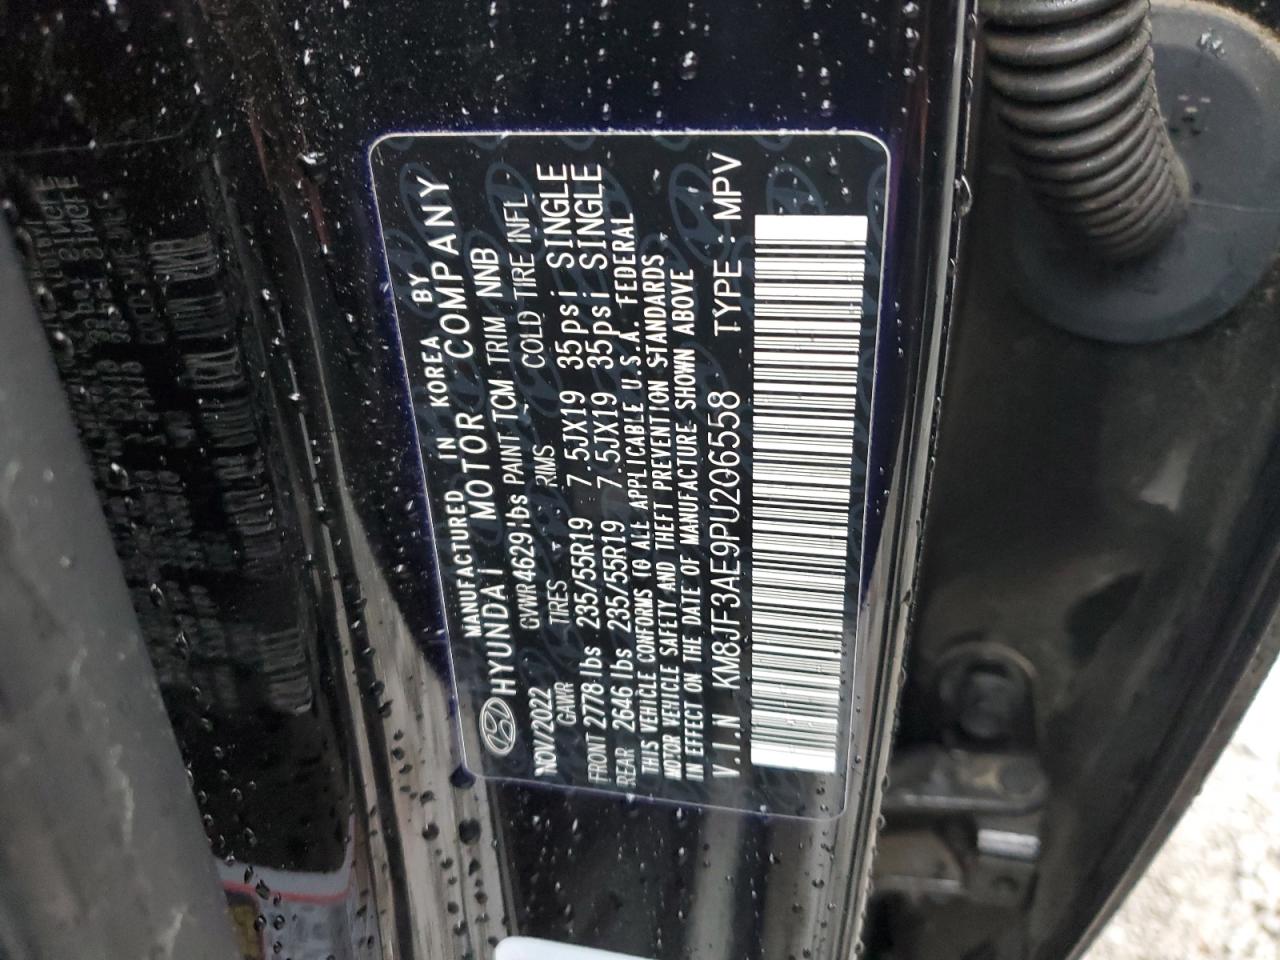 MANUFACTURED IN KOREA BY
HYUNDAI MOTOR COMPANY
NOV/2022 GVWR 4629lbs PAINT TCM TRIM NNB
GAWR TIRES RIMS COLD TIRE INFL
FRONT 2778 lbs 235/55R19 7.5JX19 35psi SINGLE
REAR 2646 lbs 235/55R19 7.5JX19 35psi SINGLE
THIS VEHICLE CONFORMS TO ALL APPLICABLE U.S.A. FEDERAL
MOTOR VEHICLE SAFETY AND THEFT PREVENTION STANDARDS
IN EFFECT ON THE DATE OF MANUFACTURE SHOWN ABOVE
V.I.N KM8JF3AE9PU206558 TYPE : MPV